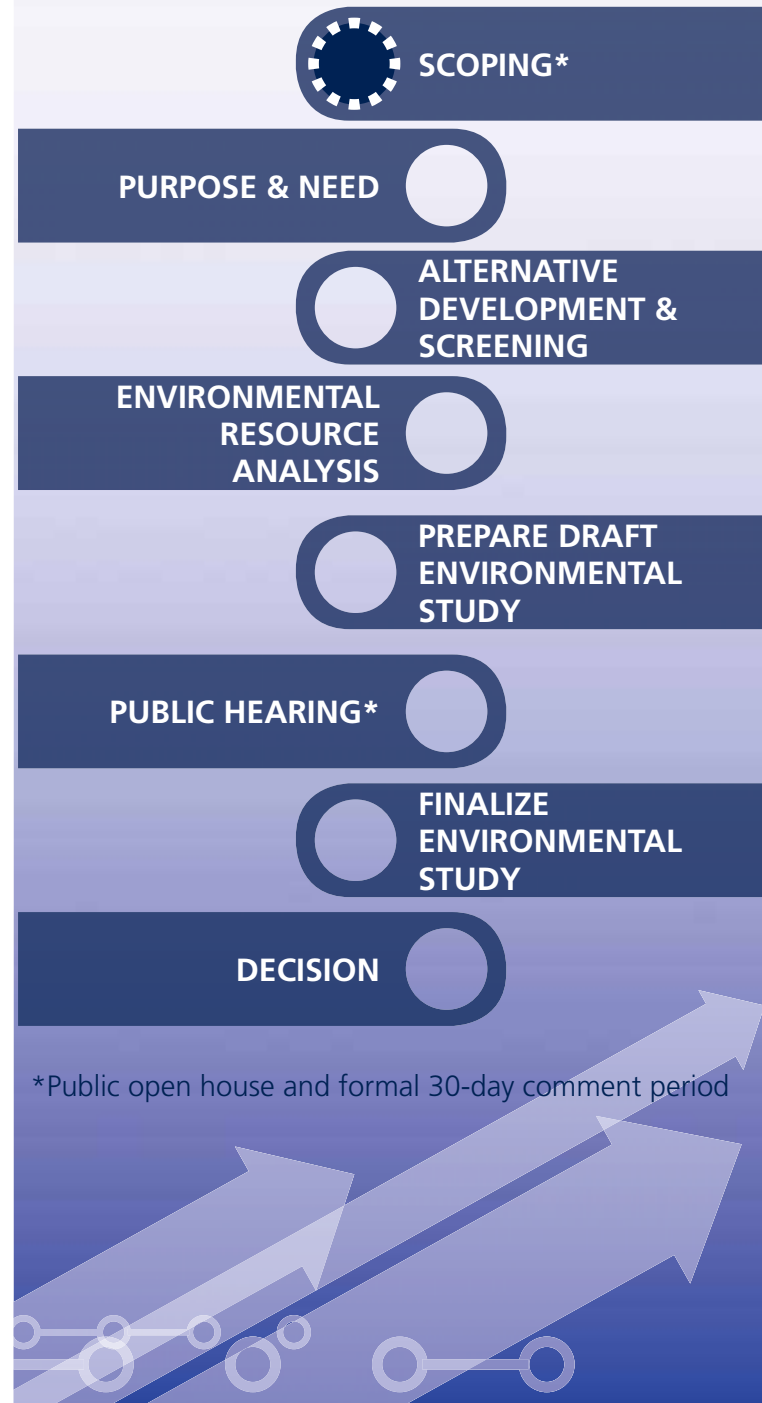 SCOPING*
PURPOSE & NEED
ALTERNATIVE
DEVELOPMENT &
SCREENING
ENVIRONMENTAL
RESOURCE
ANALYSIS
PREPARE DRAFT
ENVIRONMENTAL
STUDY
PUBLIC HEARING*
FINALIZE
ENVIRONMENTAL
STUDY
DECISION
*Public open house and formal 30-day comment period